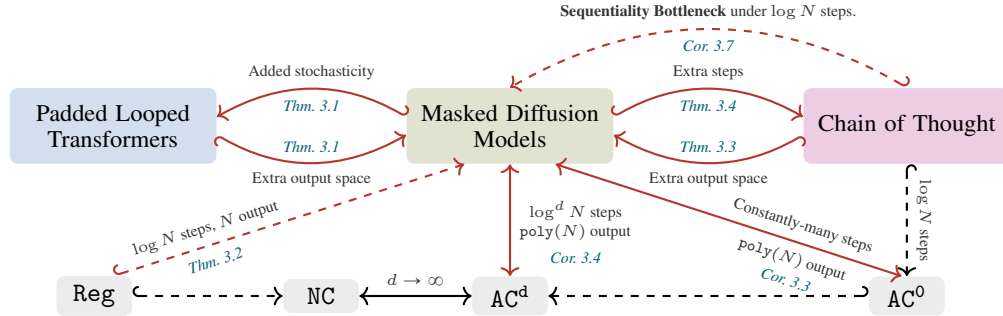 Sequentiality Bottleneck under log N steps.
Cor. 3.7
Added stochasticity
Thm. 3.1
Extra steps
Thm. 3.4
Padded Looped
Transformers
Masked Diffusion
Models
Chain of Thought
Thm. 3.1
Extra output space
Thm. 3.3
Extra output space
log N steps, N output
Thm. 3.2
log^d N steps
poly(N) output
Cor. 3.4
Constantly-many steps
poly(N) output
Cor. 3.3
log N steps
Reg
NC
d → ∞
AC^d
AC^0